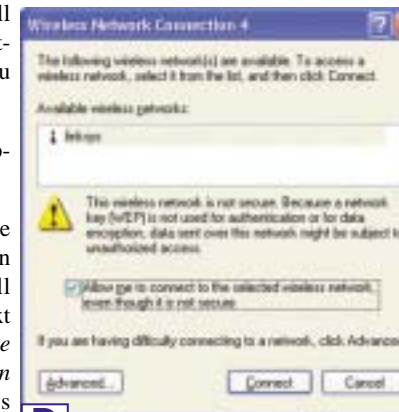 ll
t-
u
o-
e
n
ll
xt
e
n
s
Wireless Network Connection 4
The following wireless network(s) are available. To access a
wireless network, select it from the list, and then click Connect.
Available wireless networks:
linksys
This wireless network is not secure. Because a network
key (WEP) is not used for authentication or for data
encryption, data sent over this network might be subject to
unauthorized access.
Allow me to connect to the selected wireless network,
even though it is not secure
If you are having difficulty connecting to a network, click Advanced.
Advanced...
Connect
Cancel